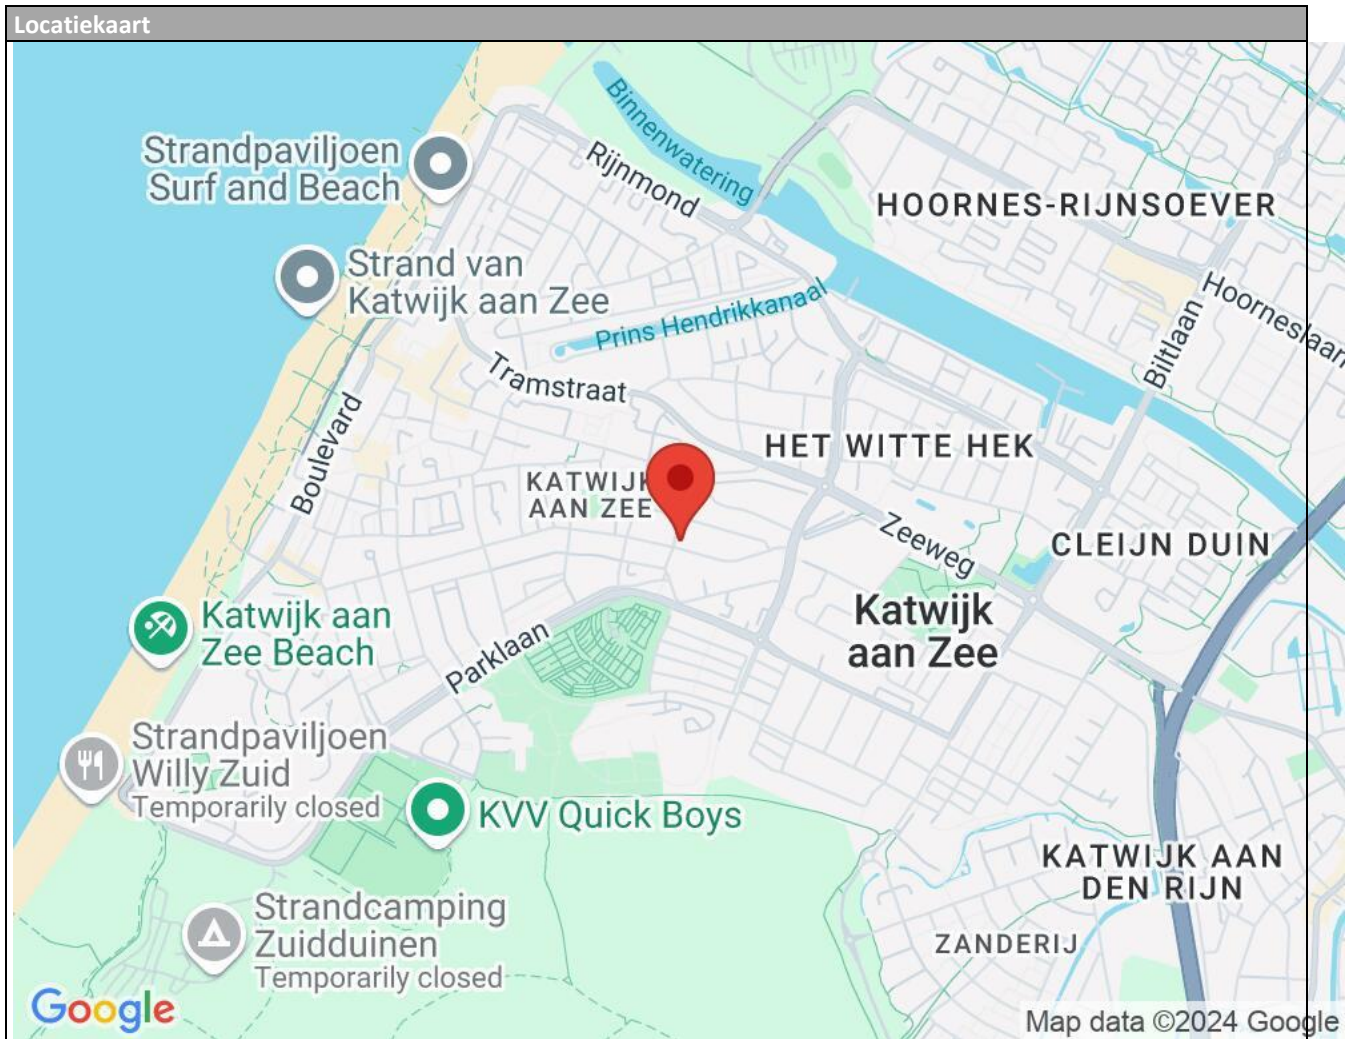 Locatiekaart
Binnenwatering
Strandpaviljoen
Surf and Beach
Rijnmond
HOORNES-RIJNSOEVER
Strand van
Katwijk aan Zee
Hoorneslaan
Prins Hendrikkanaal
Biltlaan
Tramstraat
Boulevard
HET WITTE HEK
KATWIJK
AAN ZEE
Zeeweg
CLEIJN DUIN
Katwijk
aan Zee
Katwijk aan
Zee Beach
Parklaan
Strandpaviljoen
Willy Zuid
Temporarily closed
KVV Quick Boys
KATWIJK AAN
DEN RIJN
Strandcamping
Zuidduinen
Temporarily closed
ZANDERIJ
Google
Map data ©2024 Google